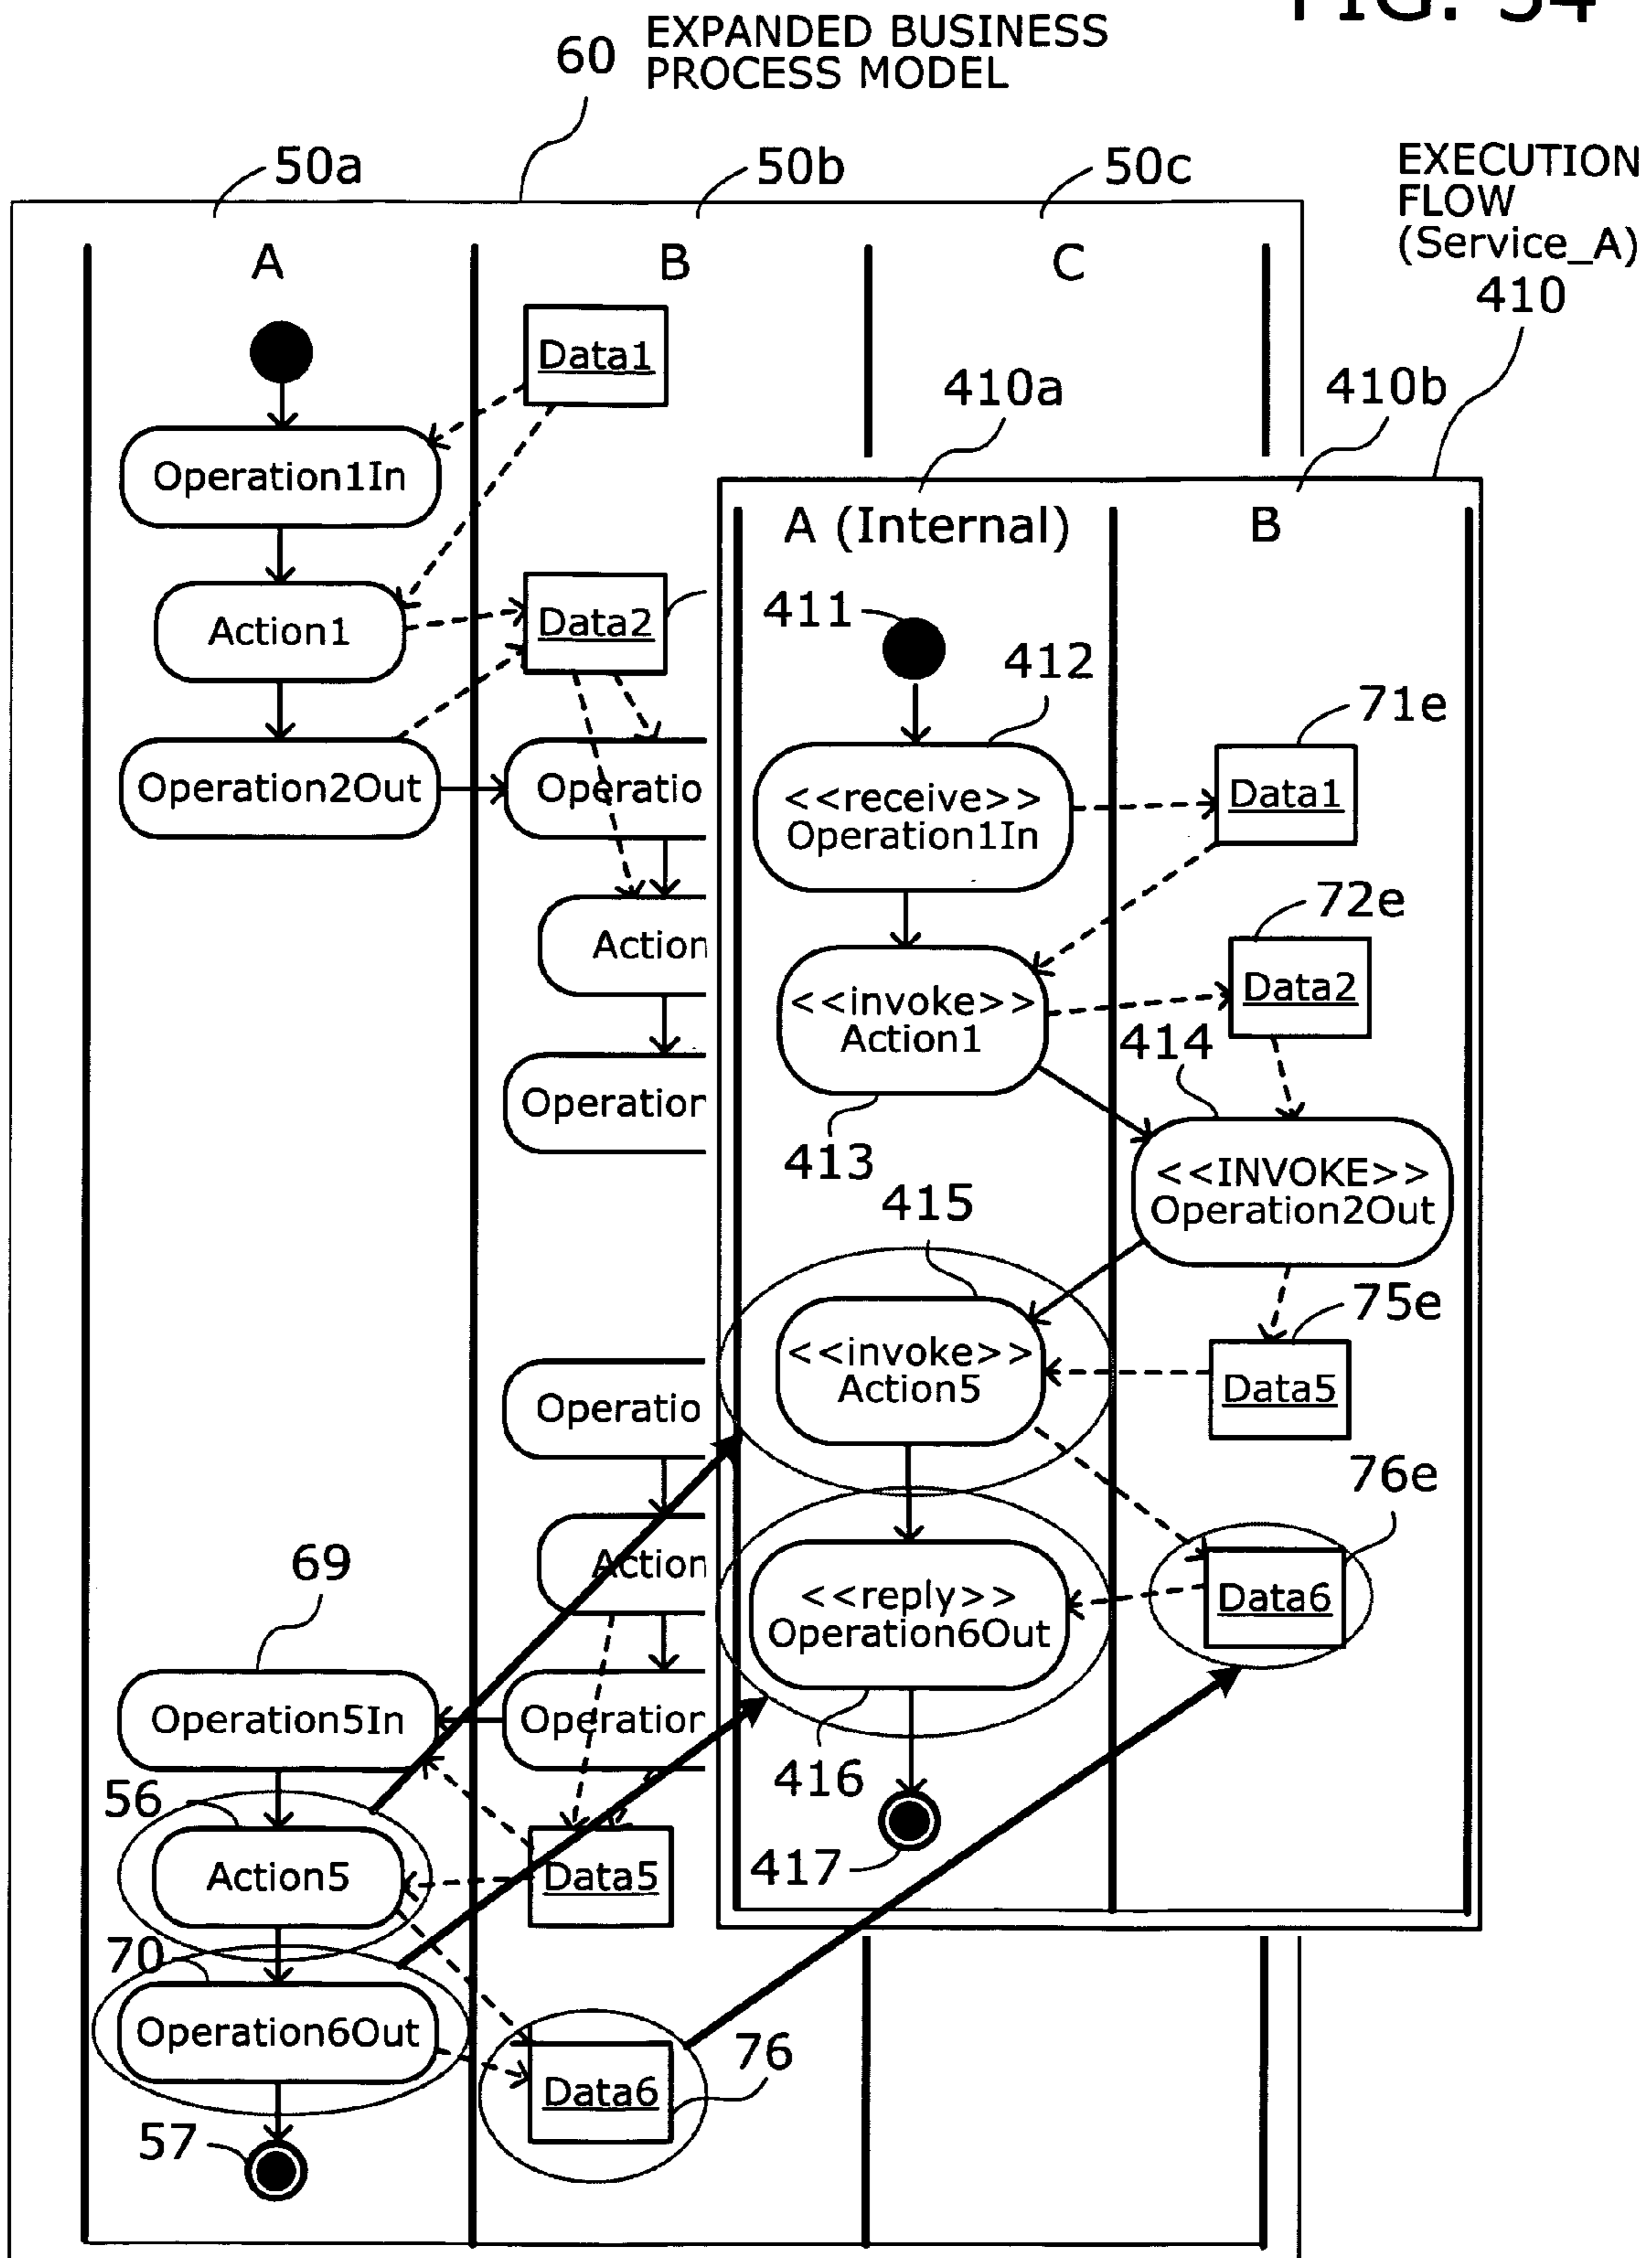 FIG. 54
60 EXPANDED BUSINESS
PROCESS MODEL
50a
50b
50c
EXECUTION
FLOW
(Service_A)
410
A
B
C
Data1
410a
410b
Operation1In
A (Internal)
B
Action1
Data2
411
412
71e
Operation2Out
Operatio
<<receive>>
Operation1In
Data1
72e
Action
<<invoke>>
Action1
Data2
414
Operation
413
<<INVOKE>>
Operation2Out
415
75e
<<invoke>>
Action5
Data5
Operatio
76e
69
Action
<<reply>>
Operation6Out
Data6
Operation5In
Operation
416
56
Action5
Data5
417
70
Operation6Out
Data6
76
57